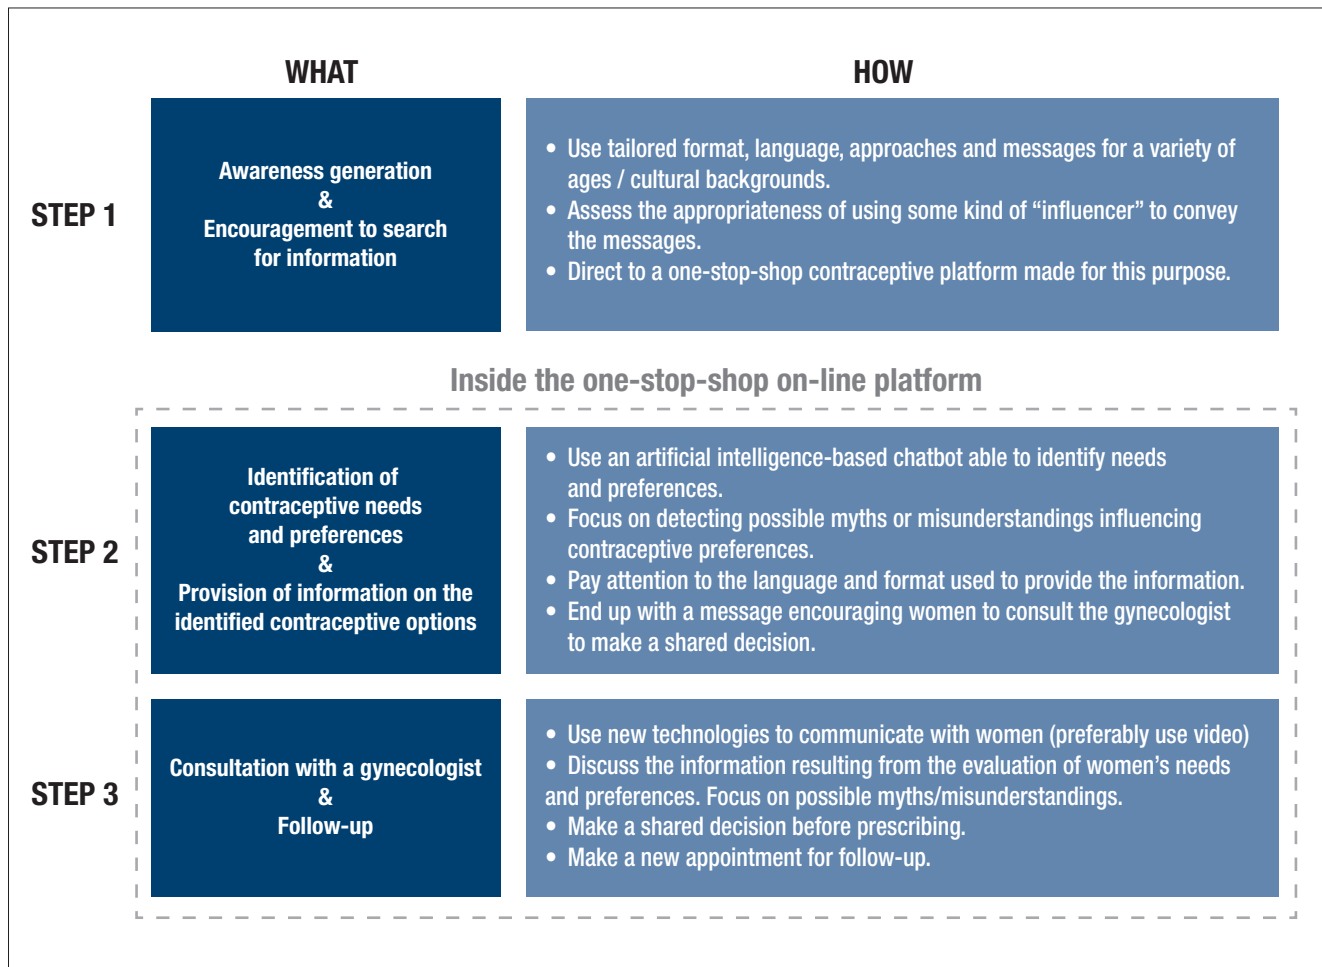 WHAT
HOW
STEP 1
Awareness generation
&
Encouragement to search
for information
• Use tailored format, language, approaches and messages for a variety of
ages / cultural backgrounds.
• Assess the appropriateness of using some kind of “influencer” to convey
the messages.
• Direct to a one-stop-shop contraceptive platform made for this purpose.
Inside the one-stop-shop on-line platform
STEP 2
Identification of
contraceptive needs
and preferences
&
Provision of information on the
identified contraceptive options
• Use an artificial intelligence-based chatbot able to identify needs
and preferences.
• Focus on detecting possible myths or misunderstandings influencing
contraceptive preferences.
• Pay attention to the language and format used to provide the information.
• End up with a message encouraging women to consult the gynecologist
to make a shared decision.
STEP 3
Consultation with a gynecologist
&
Follow-up
• Use new technologies to communicate with women (preferably use video)
• Discuss the information resulting from the evaluation of women’s needs
and preferences. Focus on possible myths/misunderstandings.
• Make a shared decision before prescribing.
• Make a new appointment for follow-up.